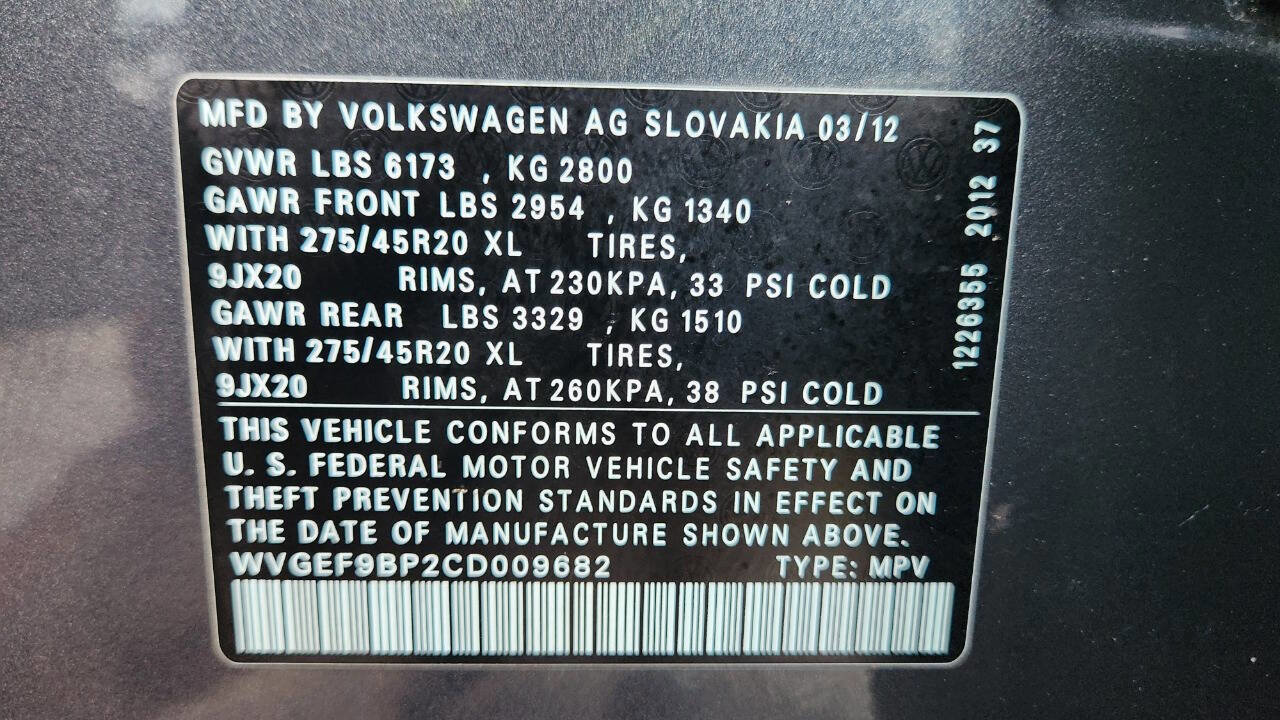 MFD BY VOLKSWAGEN AG SLOVAKIA 03/12
GVWR LBS 6173 , KG 2800
GAWR FRONT LBS 2954 , KG 1340
WITH 275/45R20 XL TIRES,
9JX20 RIMS, AT 230KPA, 33 PSI COLD
GAWR REAR LBS 3329 , KG 1510
WITH 275/45R20 XL TIRES,
9JX20 RIMS, AT 260KPA, 38 PSI COLD
1226355 2012 37
THIS VEHICLE CONFORMS TO ALL APPLICABLE
U. S. FEDERAL MOTOR VEHICLE SAFETY AND
THEFT PREVENTION STANDARDS IN EFFECT ON
THE DATE OF MANUFACTURE SHOWN ABOVE.
WVGEF9BP2CD009682 TYPE: MPV